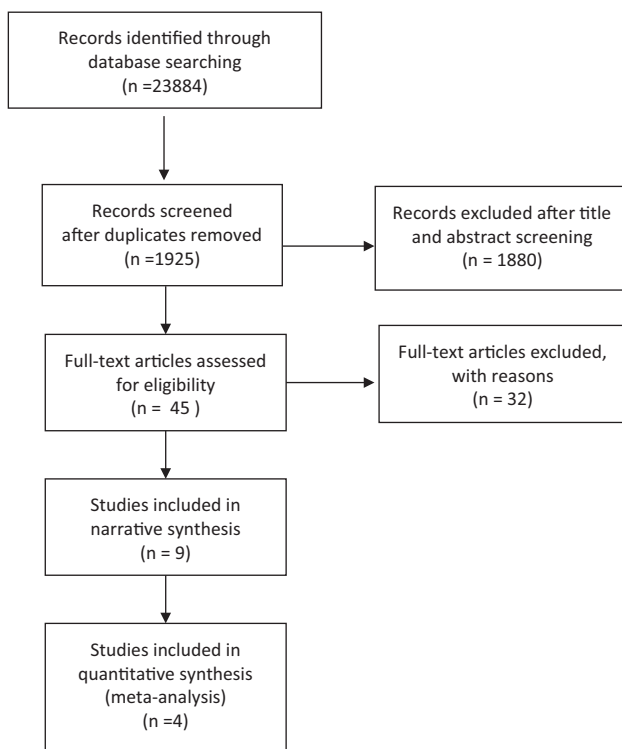 Records identified through
database searching
(n =23884)
Records screened
after duplicates removed
(n =1925)
Records excluded after title
and abstract screening
(n = 1880)
Full-text articles assessed
for eligibility
(n = 45 )
Full-text articles excluded,
with reasons
(n = 32)
Studies included in
narrative synthesis
(n = 9)
Studies included in
quantitative synthesis
(meta-analysis)
(n =4)